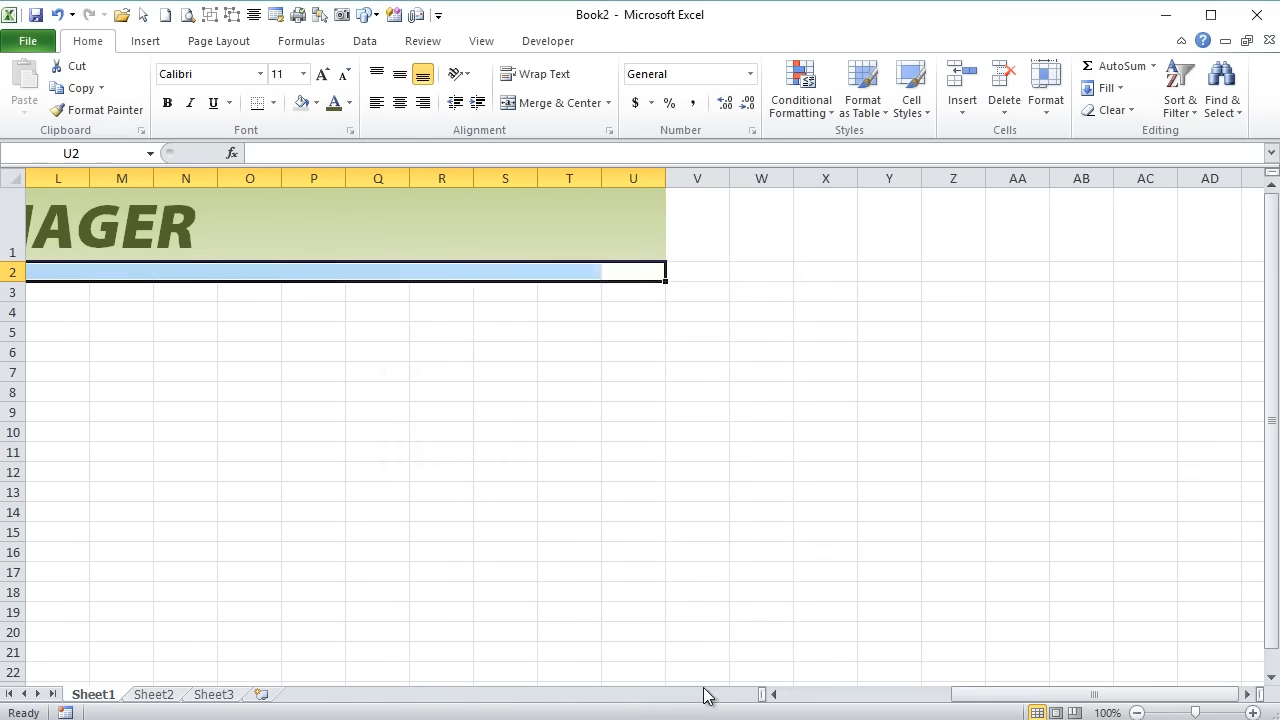 Book2 - Microsoft Excel
File Home Insert Page Layout Formulas Data Review View Developer
Paste
Cut
Copy
Format Painter
Clipboard
Calibri 11
B I U
Font
Wrap Text
Merge & Center
Alignment
General
$ % ,
Number
Conditional Formatting
Format as Table
Cell Styles
Styles
Insert
Delete
Format
Cells
AutoSum
Fill
Clear
Sort & Filter
Find & Select
Editing
U2
fx
L M N O P Q R S T U V W X Y Z AA AB AC AD
1
NAGER
2
3
4
5
6
7
8
9
10
11
12
13
14
15
16
17
18
19
20
21
22
Sheet1 Sheet2 Sheet3
Ready
100%